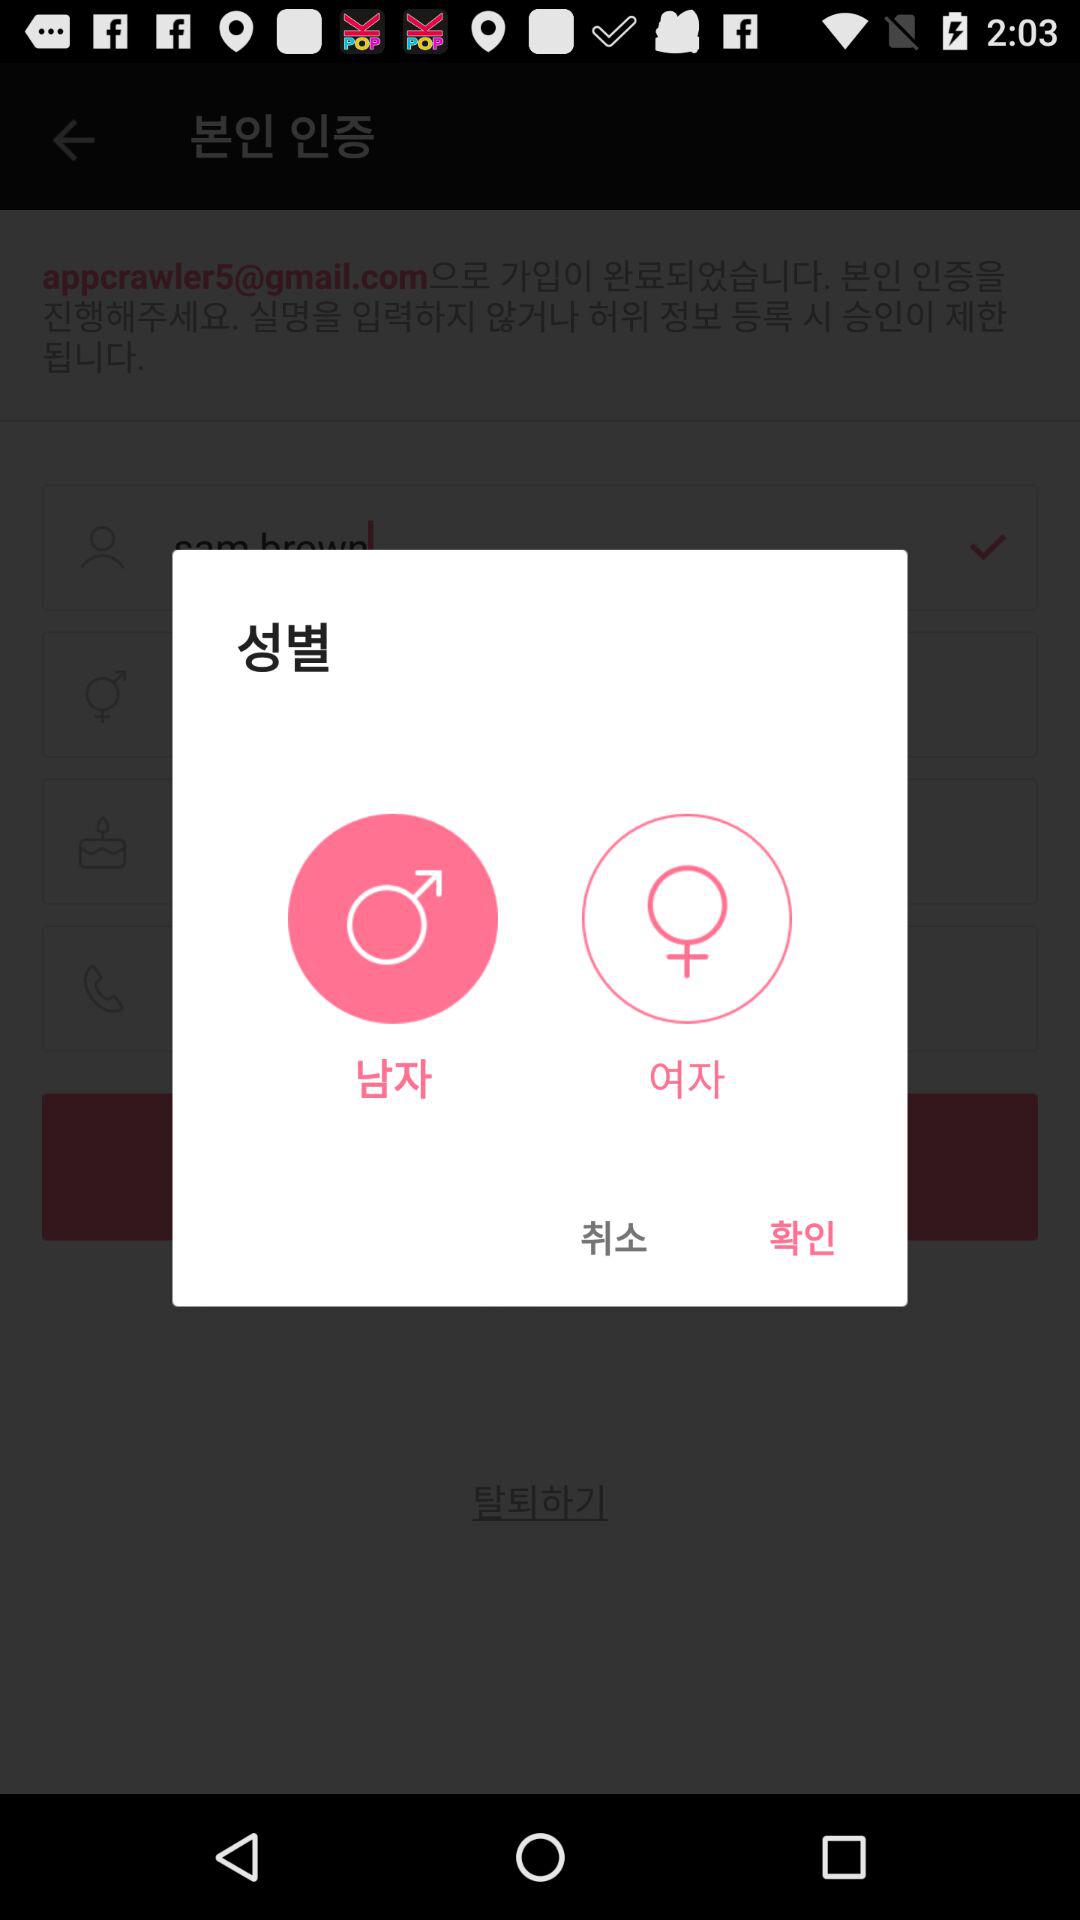 2:03
본인 인증
appcrawler5@gmail.com으로 가입이 완료되었습니다. 본인 인증을
진행해주세요. 실명을 입력하지 않거나 허위 정보 등록 시 승인이 제한
됩니다.
sam brown
성별
남자 여자
취소 확인
탈퇴하기